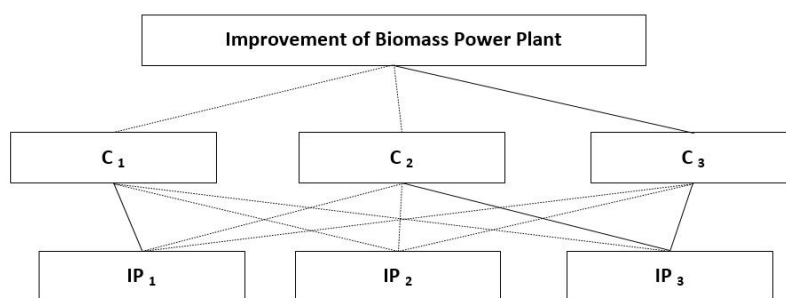 Improvement of Biomass Power Plant
C 1
C 2
C 3
IP 1
IP 2
IP 3